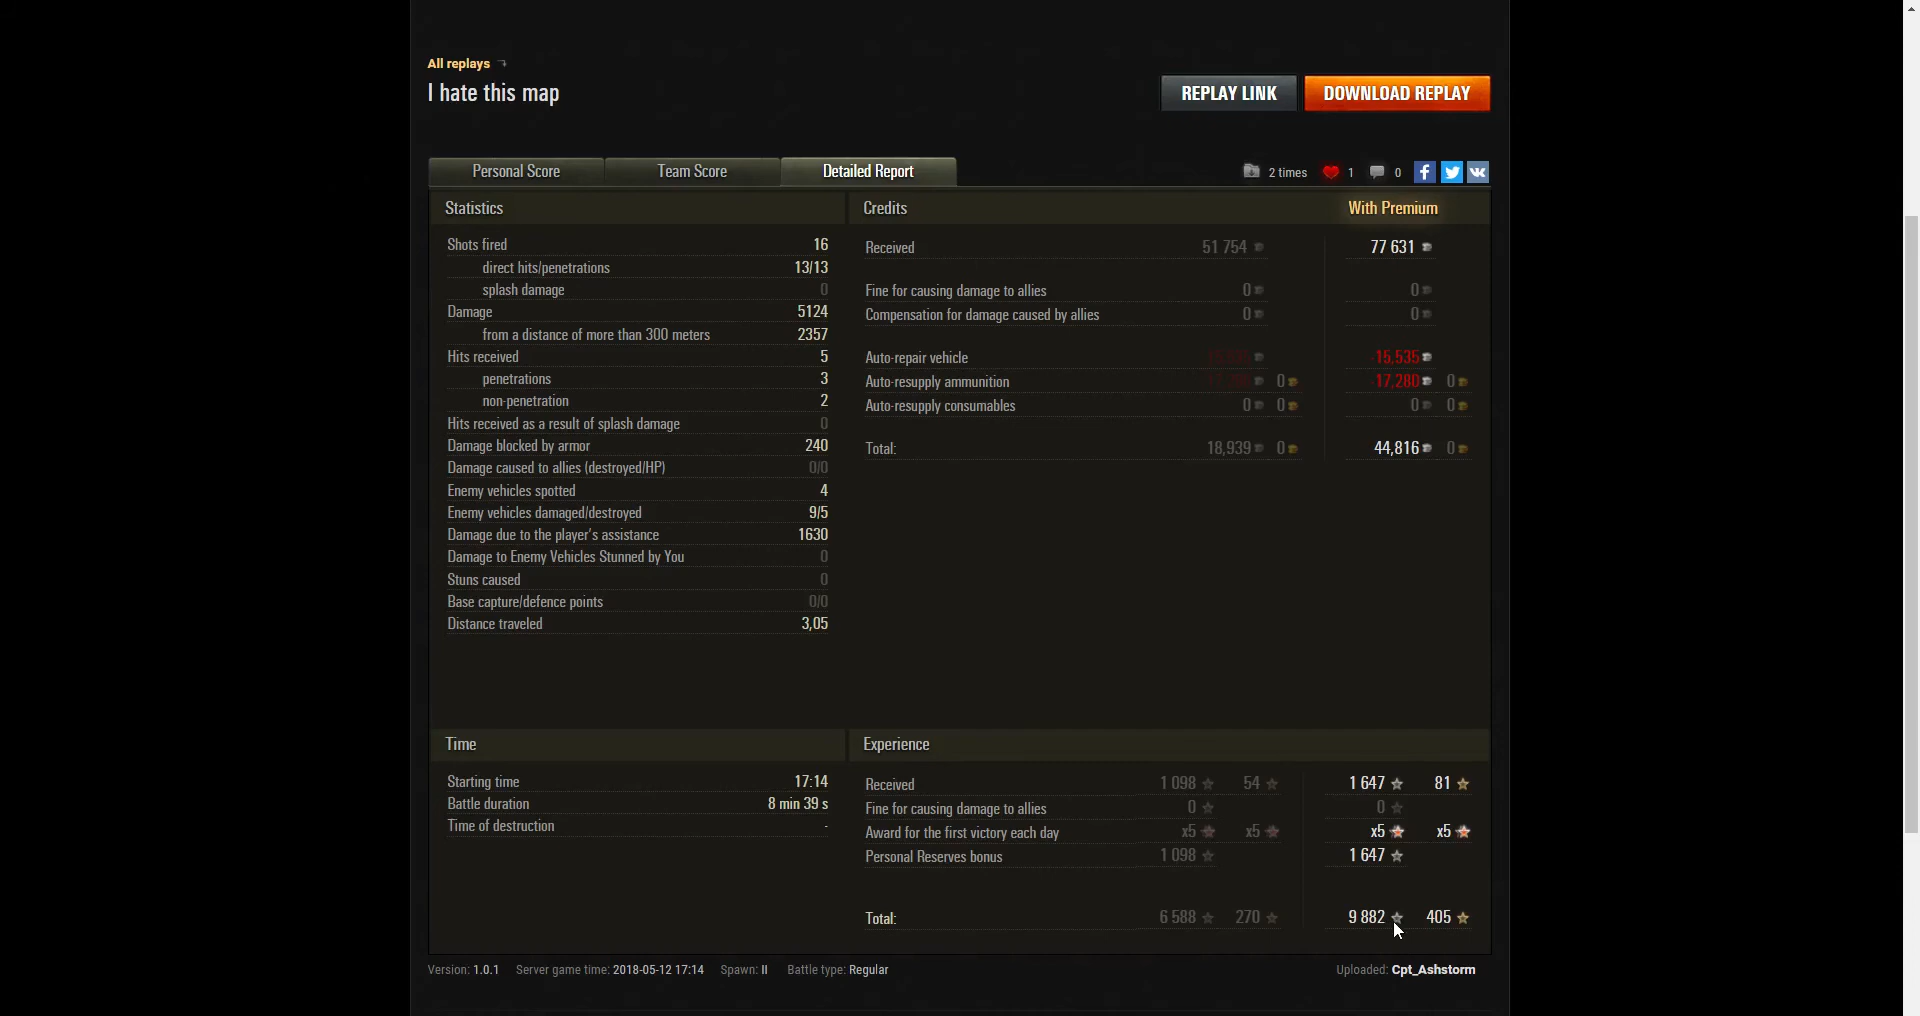 All replays
I hate this map
REPLAY LINK
DOWNLOAD REPLAY
Personal Score
Team Score
Detailed Report
2 times
1
0
Statistics
Credits
With Premium
Shots fired 16
direct hits/penetrations 13/13
splash damage 0
Damage 5124
from a distance of more than 300 meters 2357
Hits received 5
penetrations 3
non-penetration 2
Hits received as a result of splash damage 0
Damage blocked by armor 240
Damage caused to allies (destroyed/HP) 0/0
Enemy vehicles spotted 4
Enemy vehicles damaged/destroyed 9/5
Damage due to the player's assistance 1630
Damage to Enemy Vehicles Stunned by You 0
Stuns caused 0
Base capture/defence points 0/0
Distance traveled 3,05
Received 51 754 77 631
Fine for causing damage to allies 0 0
Compensation for damage caused by allies 0 0
Auto-repair vehicle -15,535
Auto-resupply ammunition 0 -17,280 0
Auto-resupply consumables 0 0 0 0
Total: 18,939 0 44,816 0
Time
Starting time 17:14
Battle duration 8 min 39 s
Time of destruction -
Experience
Received 1 098 54 1 647 81
Fine for causing damage to allies 0 0
Award for the first victory each day x5 x5 x5 x5
Personal Reserves bonus 1 098 1 647
Total: 6 588 270 9 882 405
Version: 1.0.1 Server game time: 2018-05-12 17:14 Spawn: II Battle type: Regular
Uploaded: Cpt_Ashstorm